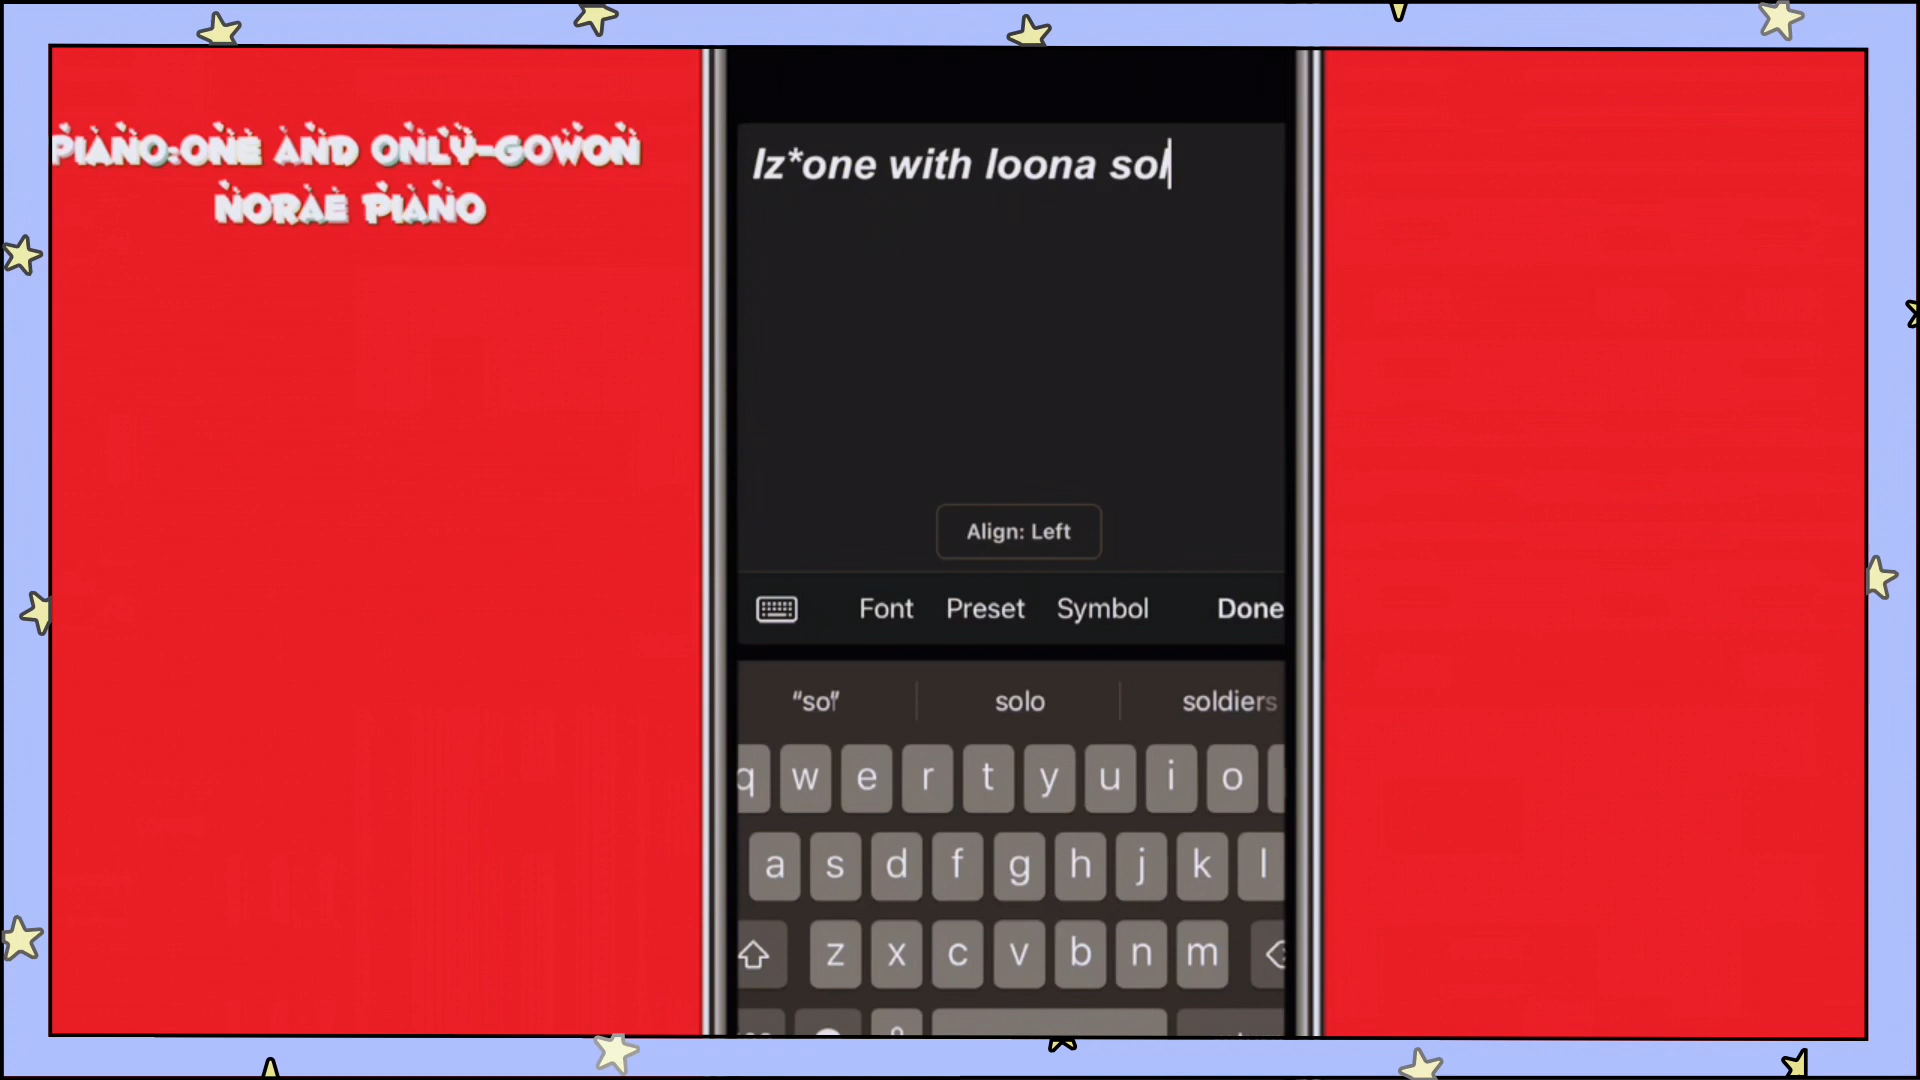 PIANO:ONE AND ONLY-GOWON
NORAE PIANO
Iz*one with loona sol
Align: Left
Font Preset Symbol Done
“sol” solo soldiers
q w e r t y u i o
a s d f g h j k l
z x c v b n m